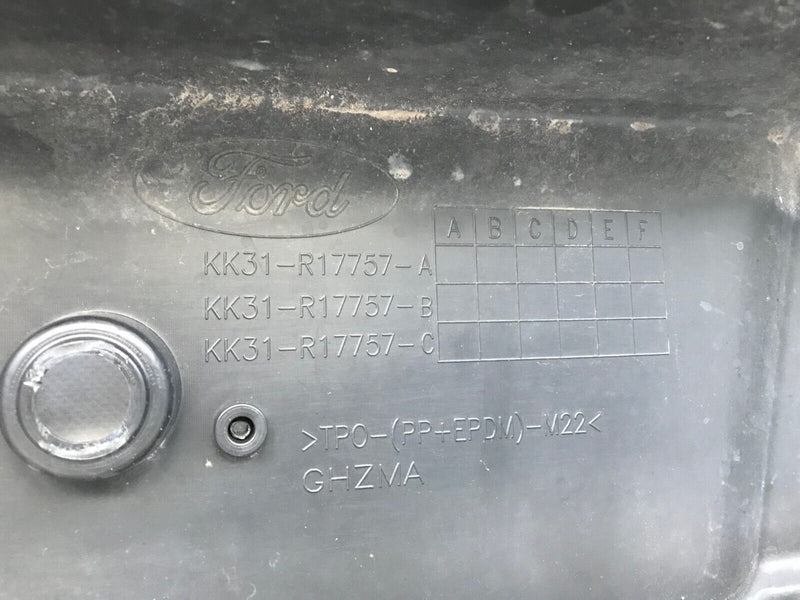 Ford
A B C D E F
KK31-R17757-A
KK31-R17757-B
KK31-R17757-C
>TPO-(PP+EPDM)-M22<
GHZMA